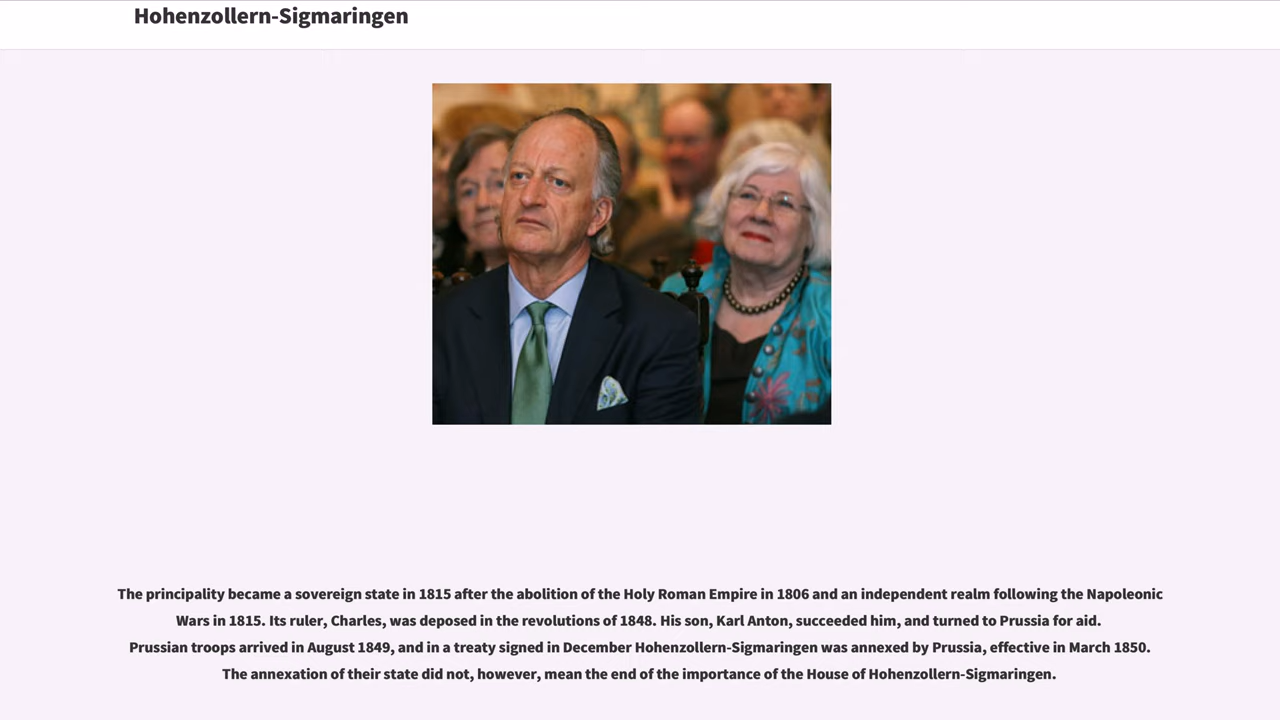 Hohenzollern-Sigmaringen
The principality became a sovereign state in 1815 after the abolition of the Holy Roman Empire in 1806 and an independent realm following the Napoleonic
Wars in 1815. Its ruler, Charles, was deposed in the revolutions of 1848. His son, Karl Anton, succeeded him, and turned to Prussia for aid.
Prussian troops arrived in August 1849, and in a treaty signed in December Hohenzollern-Sigmaringen was annexed by Prussia, effective in March 1850.
The annexation of their state did not, however, mean the end of the importance of the House of Hohenzollern-Sigmaringen.